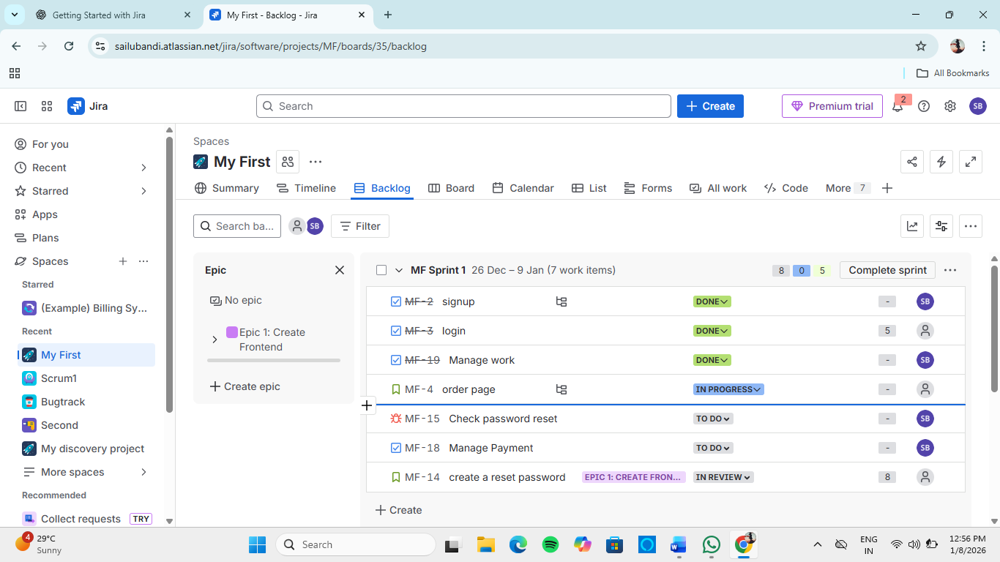 Getting Started with Jira
My First - Backlog - Jira
sailubandi.atlassian.net/jira/software/projects/MF/boards/35/backlog
All Bookmarks
Jira
Search
Create
Premium trial
2
SB
For you
Recent
Starred
Apps
Plans
Spaces
Starred
(Example) Billing Sy...
Recent
My First
Scrum1
Bugtrack
Second
My discovery project
More spaces
Recommended
Collect requests TRY
Spaces
My First
Summary Timeline Backlog Board Calendar List Forms All work Code More 7
Search ba... SB Filter
Epic
No epic
Epic 1: Create
Frontend
Create epic
MF Sprint 1 26 Dec – 9 Jan (7 work items) 8 0 5 Complete sprint
MF-2 signup DONE - SB
MF-3 login DONE 5
MF-19 Manage work DONE - SB
MF-4 order page IN PROGRESS -
MF-15 Check password reset TO DO - SB
MF-18 Manage Payment TO DO - SB
MF-14 create a reset password EPIC 1: CREATE FRON... IN REVIEW 8
Create
4
29°C
Sunny
Search
ENG
IN
12:56 PM
1/8/2026